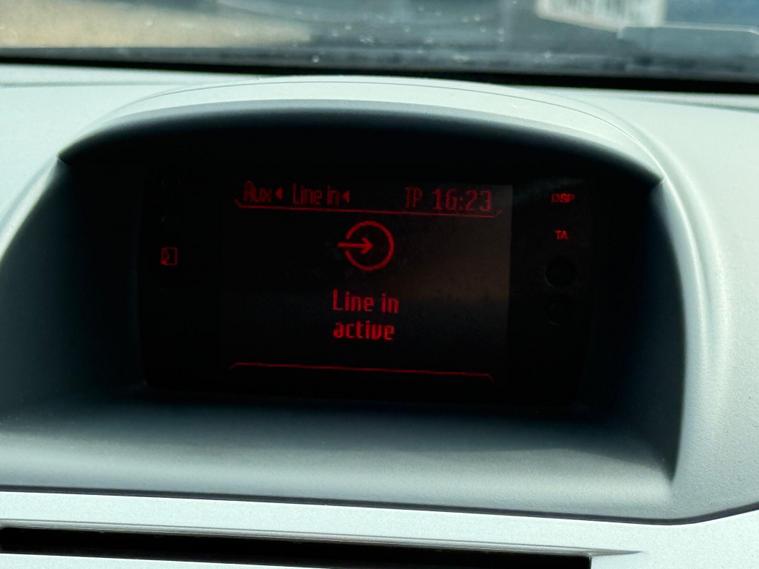 Aux Line in TP 16:23
DSP
TA
Line in
active